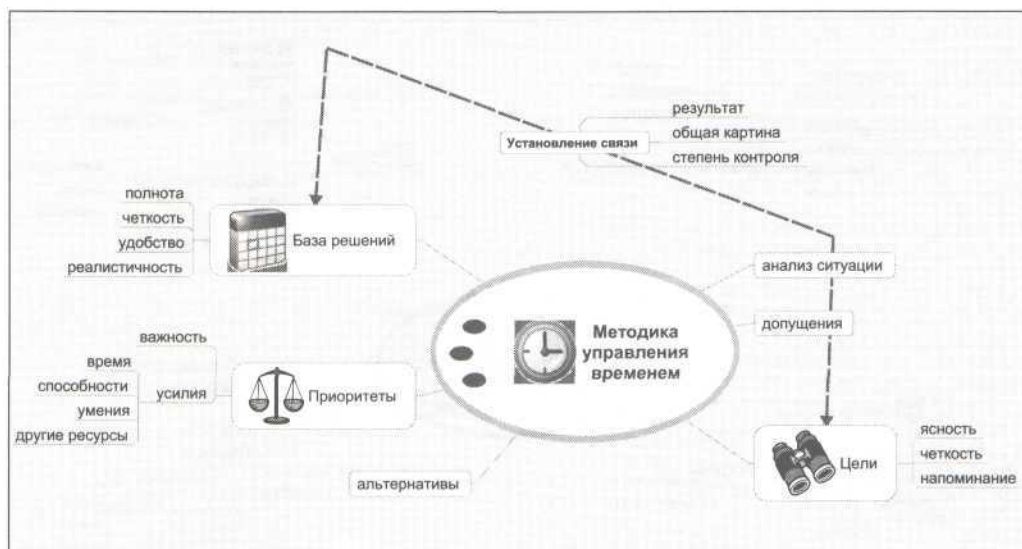 результат
Установление связи
общая картина
степень контроля
полнота
четкость
удобство
реалистичность
База решений
анализ ситуации
допущения
Методика
управления
временем
важность
время
способности
усилия
умения
другие ресурсы
Приоритеты
альтернативы
Цели
ясность
четкость
напоминание